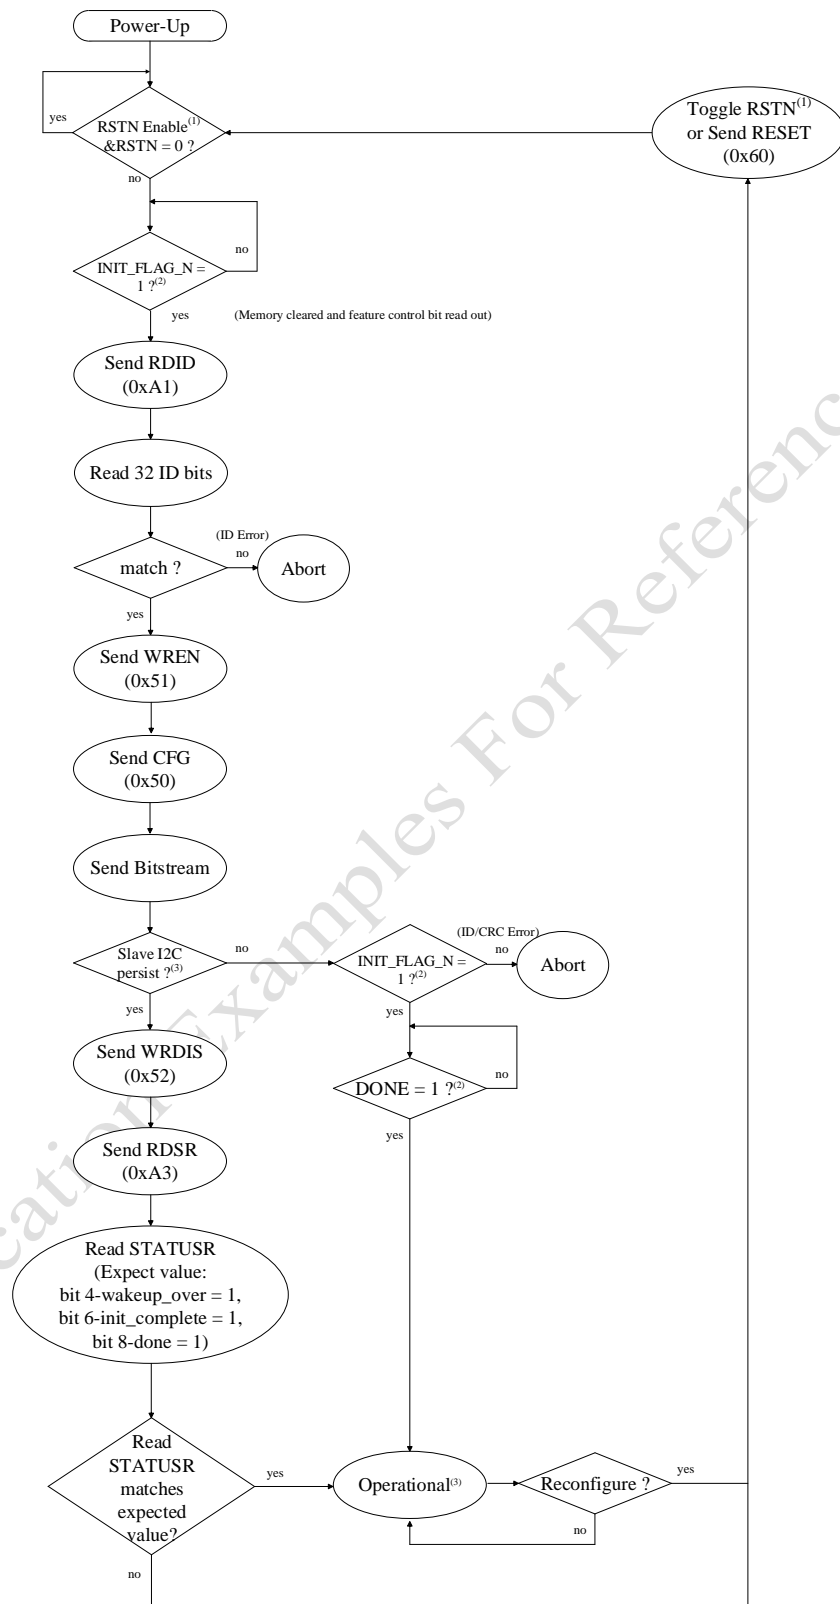 Power-Up
yes
RSTN Enable(1)
&RSTN = 0 ?
Toggle RSTN(1)
or Send RESET
(0x60)
no
no
INIT_FLAG_N =
1 ?(2)
yes
(Memory cleared and feature control bit read out)
Send RDID
(0xA1)
Read 32 ID bits
(ID Error)
no
match ?
Abort
yes
Send WREN
(0x51)
Send CFG
(0x50)
Send Bitstream
Slave I2C
persist ?(3)
no
INIT_FLAG_N =
1 ?(2)
(ID/CRC Error)
no
Abort
yes
yes
Send WRDIS
(0x52)
DONE = 1 ?(2)
no
yes
Send RDSR
(0xA3)
Read STATUSR
(Expect value:
bit 4-wakeup_over = 1,
bit 6-init_complete = 1,
bit 8-done = 1)
Read
STATUSR
matches
expected
value?
yes
Operational(3)
Reconfigure ?
yes
no
no
cation Examples For Referenc